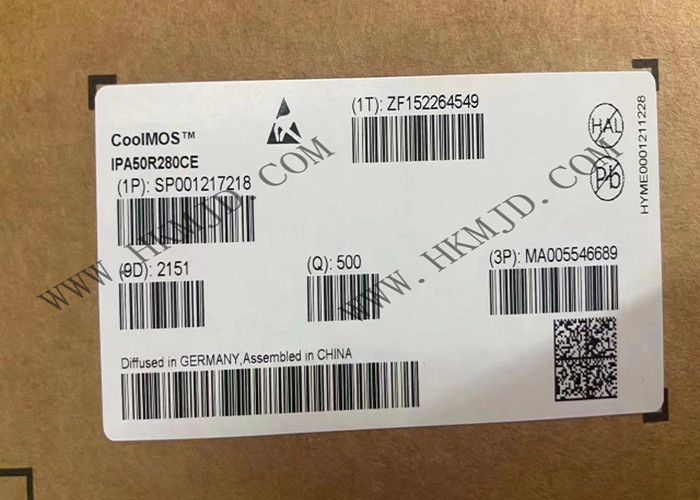 CoolMOS™
IPA50R280CE
(1P): SP001217218
(1T): ZF152264549
HAL
Pb
HYME0001211228
(9D): 2151
(Q): 500
(3P): MA005546689
Diffused in GERMANY,Assembled in CHINA
WWW.HKMJD.COM
WWW.HKMJD.COM